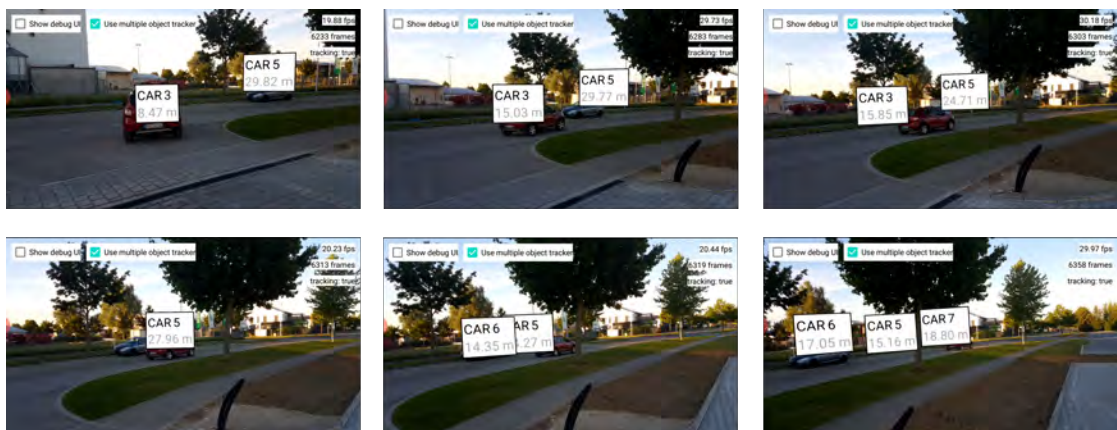 Show debug UI
Use multiple object tracker
19.88 fps
6233 frames
tracking: true
CAR 5
29.82 m
CAR 3
8.47 m
Show debug UI
Use multiple object tracker
29.73 fps
6283 frames
tracking: true
CAR 5
29.77 m
CAR 3
15.03 m
Show debug UI
Use multiple object tracker
30.18 fps
6303 frames
tracking: true
CAR 5
24.71 m
CAR 3
15.85 m
Show debug UI
Use multiple object tracker
20.23 fps
6313 frames
tracking: true
CAR 5
27.96 m
Show debug UI
Use multiple object tracker
20.44 fps
6319 frames
tracking: true
CAR 6
14.35 m
AR 5
.27 m
Show debug UI
Use multiple object tracker
29.97 fps
6358 frames
tracking: true
CAR 6
17.05 m
CAR 5
15.16 m
CAR 7
18.80 m